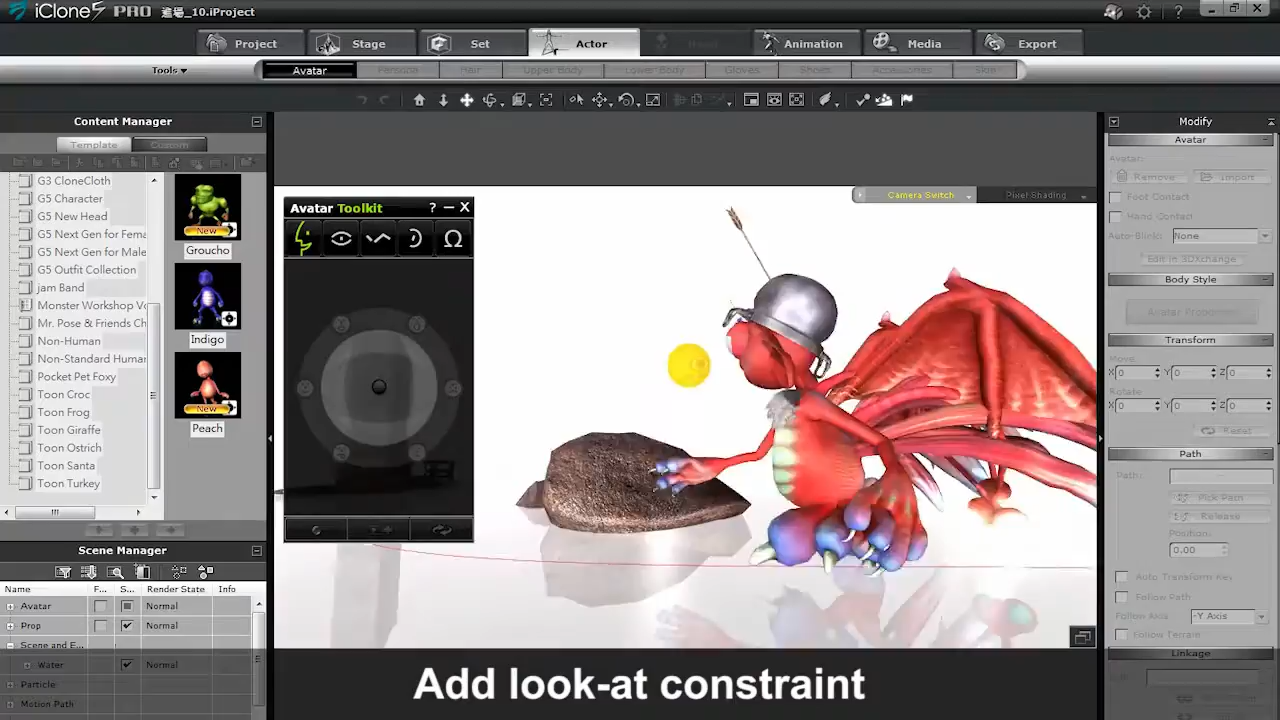 iClone5 PRO 進場_10.iProject
Project
Stage
Set
Actor
Animation
Media
Export
Tools
Avatar
Persona
Hair
Upper Body
Lower Body
Gloves
Shoes
Accessories
Skin
Content Manager
Template
Custom
G3 CloneCloth
G5 Character
G5 New Head
G5 Next Gen for Fema
G5 Next Gen for Male
G5 Outfit Collection
jam Band
Monster Workshop Vo
Mr. Pose & Friends Ch
Non-Human
Non-Standard Human
Pocket Pet Foxy
Toon Croc
Toon Frog
Toon Giraffe
Toon Ostrich
Toon Santa
Toon Turkey
New
Groucho
Indigo
New
Peach
Scene Manager
Name F... S... Render State Info
Avatar Normal
Prop Normal
Scene and E...
Water Normal
Particle
Motion Path
Avatar Toolkit ?
Camera Switch
Pixel Shading
Add look-at constraint
Modify
Avatar
Avatar:
Remove Import
Foot Contact
Hand Contact
Auto-Blink: None
Edit in 3DXchange
Body Style
Avatar Proportion
Transform
Move
X 0 Y 0 Z 0
Rotate
X 0 Y 0 Z 0
Reset
Path
Path:
Pick Path
Release
Position:
0.00
Auto Transform Key
Follow Path
Follow Axis: -Y Axis
Follow Terrain
Linkage